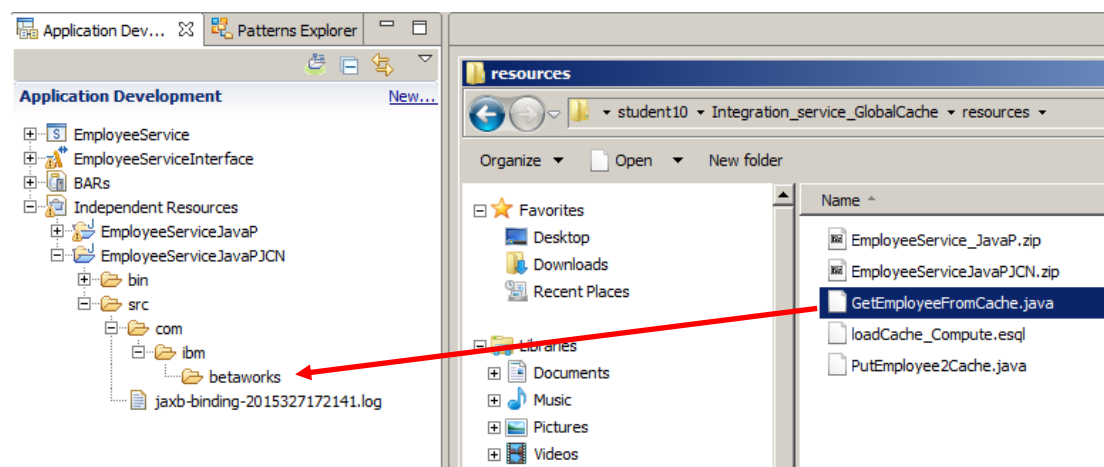 Application Dev...
Patterns Explorer
Application Development
New...
EmployeeService
EmployeeServiceInterface
BARs
Independent Resources
EmployeeServiceJavaP
EmployeeServiceJavaPJCN
bin
src
com
ibm
betaworks
jaxb-binding-2015327172141.log
resources
student10 Integration_service_GlobalCache resources
Organize Open New folder
Favorites
Desktop
Downloads
Recent Places
Libraries
Documents
Music
Pictures
Videos
Name
EmployeeService_JavaP.zip
EmployeeServiceJavaPJCN.zip
GetEmployeeFromCache.java
loadCache_Compute.esql
PutEmployee2Cache.java